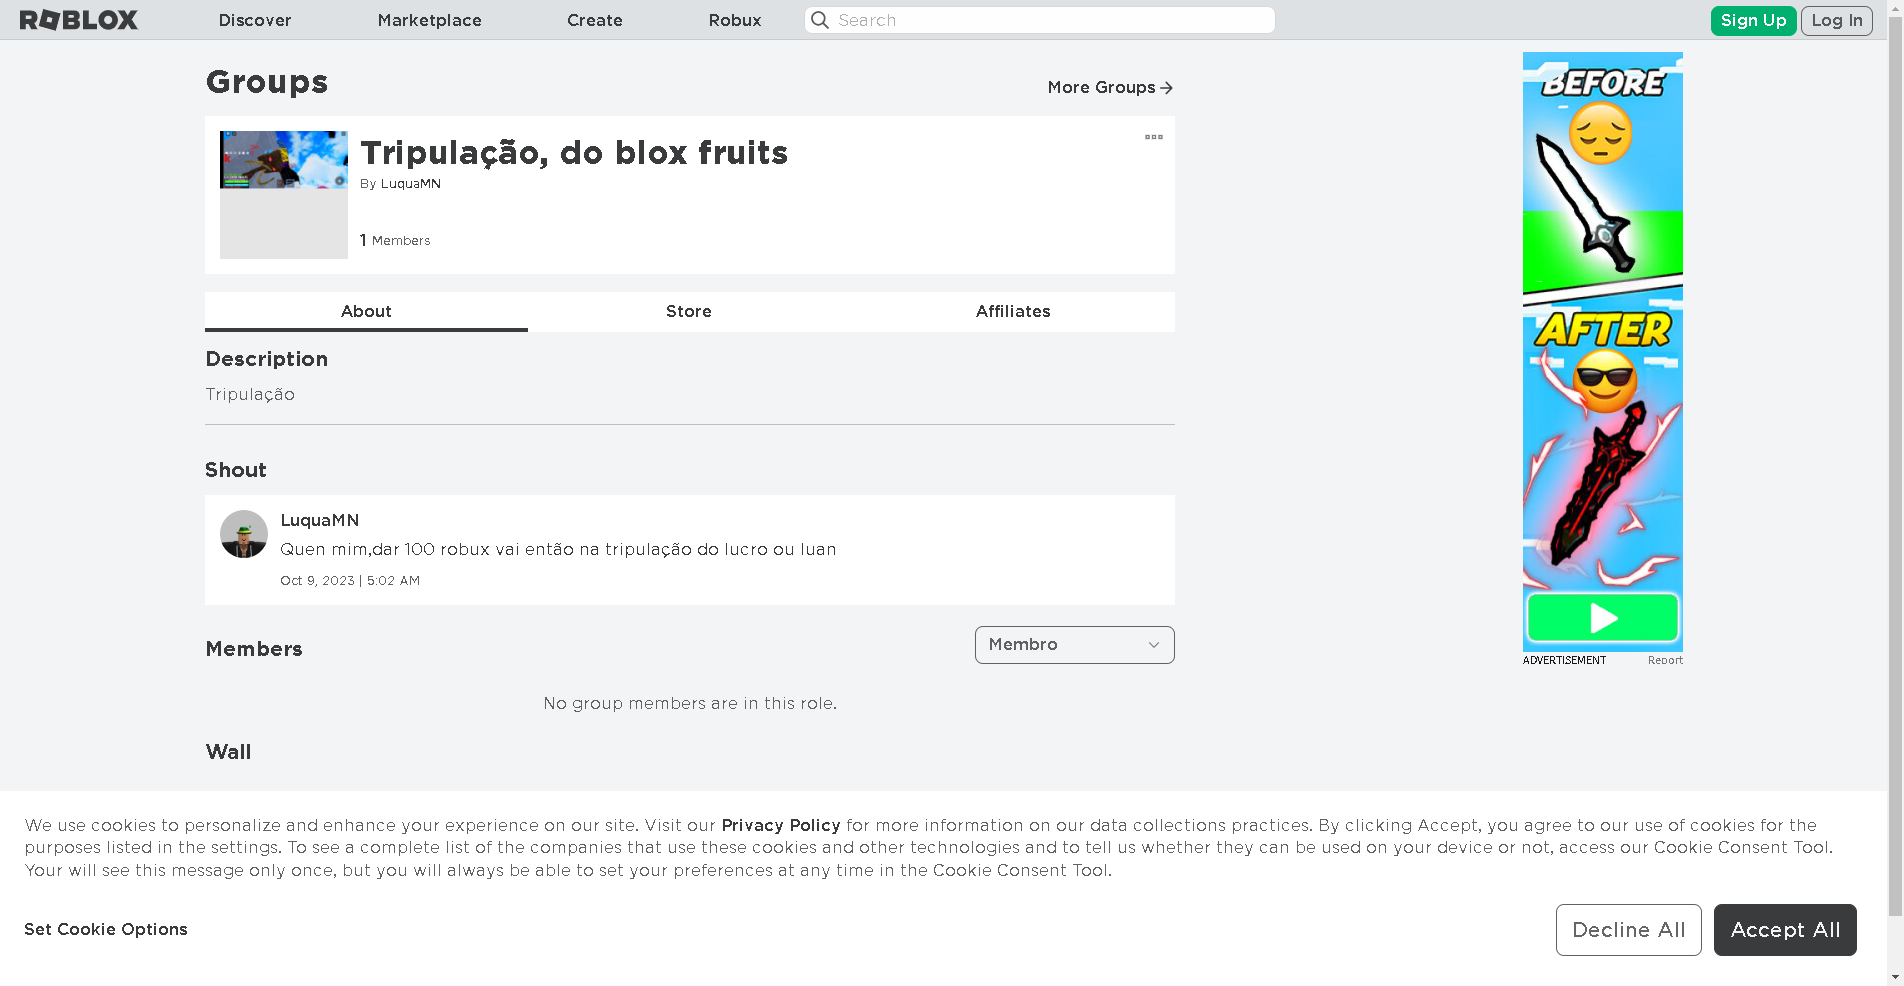 ROBLOX
Discover
Marketplace
Create
Robux
Search
Sign Up
Log In
Groups
More Groups
Tripulação, do blox fruits
By LuquaMN
1 Members
About
Store
Affiliates
Description
Tripulação
Shout
LuquaMN
Quen mim,dar 100 robux vai então na tripulação do lucro ou luan
Oct 9, 2023 | 5:02 AM
Members
Membro
No group members are in this role.
Wall
BEFORE
AFTER
ADVERTISEMENT
Report
We use cookies to personalize and enhance your experience on our site. Visit our Privacy Policy for more information on our data collections practices. By clicking Accept, you agree to our use of cookies for the
purposes listed in the settings. To see a complete list of the companies that use these cookies and other technologies and to tell us whether they can be used on your device or not, access our Cookie Consent Tool.
Your will see this message only once, but you will always be able to set your preferences at any time in the Cookie Consent Tool.
Set Cookie Options
Decline All
Accept All